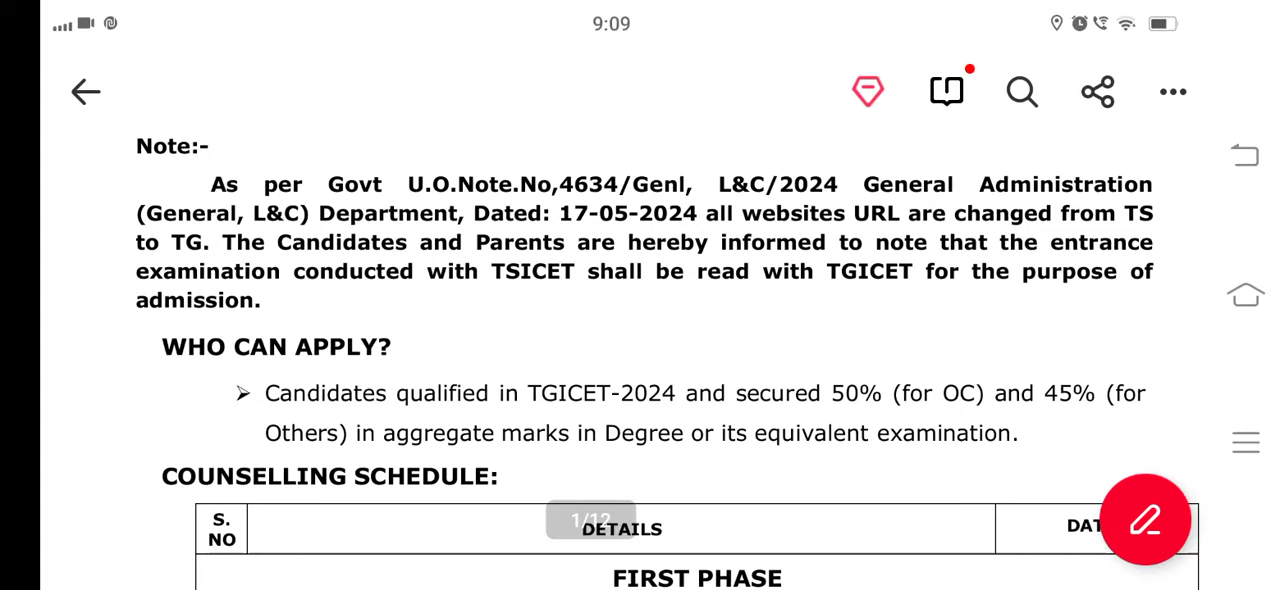 9:09
Note:-
As per Govt U.O.Note.No,4634/Genl, L&C/2024 General Administration
(General, L&C) Department, Dated: 17-05-2024 all websites URL are changed from TS
to TG. The Candidates and Parents are hereby informed to note that the entrance
examination conducted with TSICET shall be read with TGICET for the purpose of
admission.
WHO CAN APPLY?
➢ Candidates qualified in TGICET-2024 and secured 50% (for OC) and 45% (for
Others) in aggregate marks in Degree or its equivalent examination.
COUNSELLING SCHEDULE:
S.
NO
1/12
DETAILS
FIRST PHASE